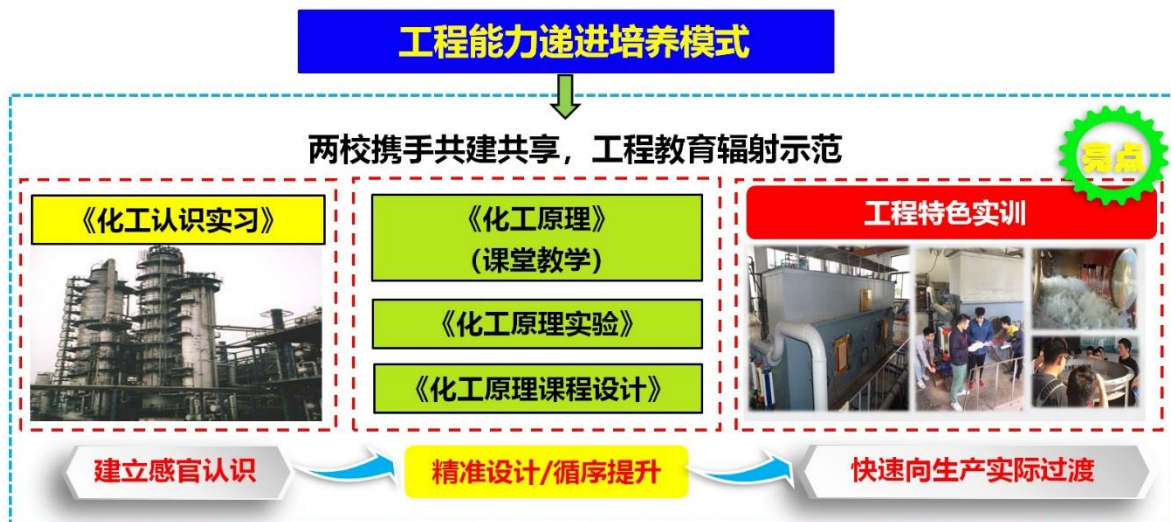 工程能力递进培养模式
两校携手共建共享，工程教育辐射示范
亮点
《化工认识实习》
《化工原理》
（课堂教学）
《化工原理实验》
《化工原理课程设计》
工程特色实训
建立感官认识
精准设计/循序提升
快速向生产实际过渡